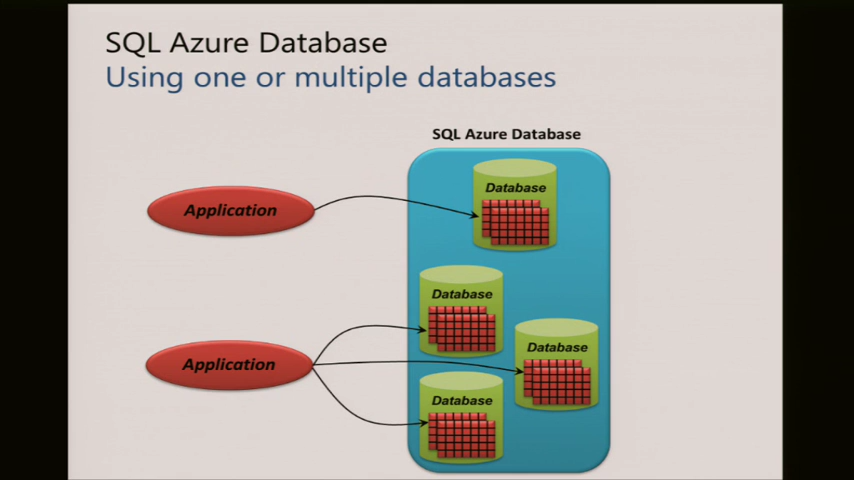 SQL Azure Database
Using one or multiple databases
SQL Azure Database
Database
Application
Database
Database
Application
Database